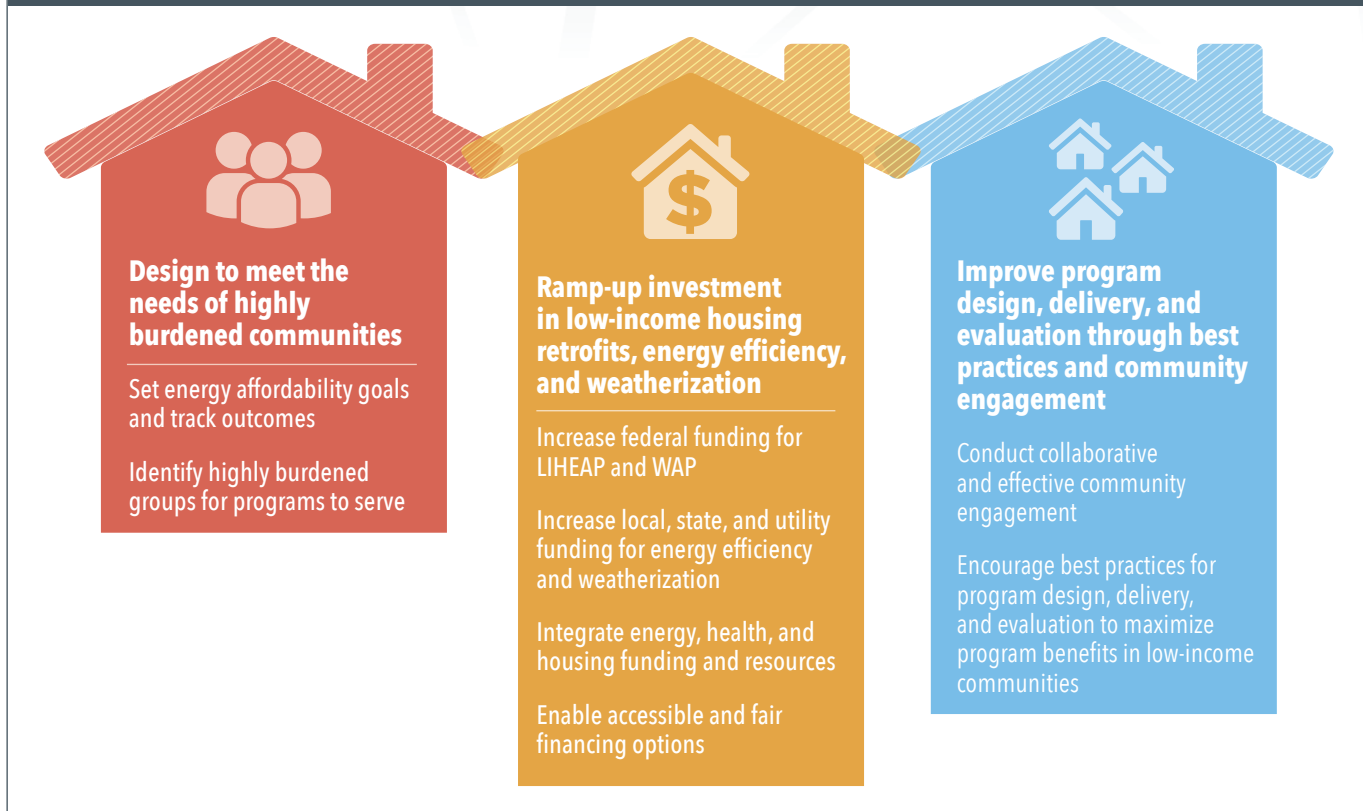 Design to meet the
needs of highly
burdened communities
Set energy affordability goals
and track outcomes
Identify highly burdened
groups for programs to serve
$
Ramp-up investment
in low-income housing
retrofits, energy efficiency,
and weatherization
Increase federal funding for
LIHEAP and WAP
Increase local, state, and utility
funding for energy efficiency
and weatherization
Integrate energy, health, and
housing funding and resources
Enable accessible and fair
financing options
Improve program
design, delivery, and
evaluation through best
practices and community
engagement
Conduct collaborative
and effective community
engagement
Encourage best practices for
program design, delivery,
and evaluation to maximize
program benefits in low-income
communities